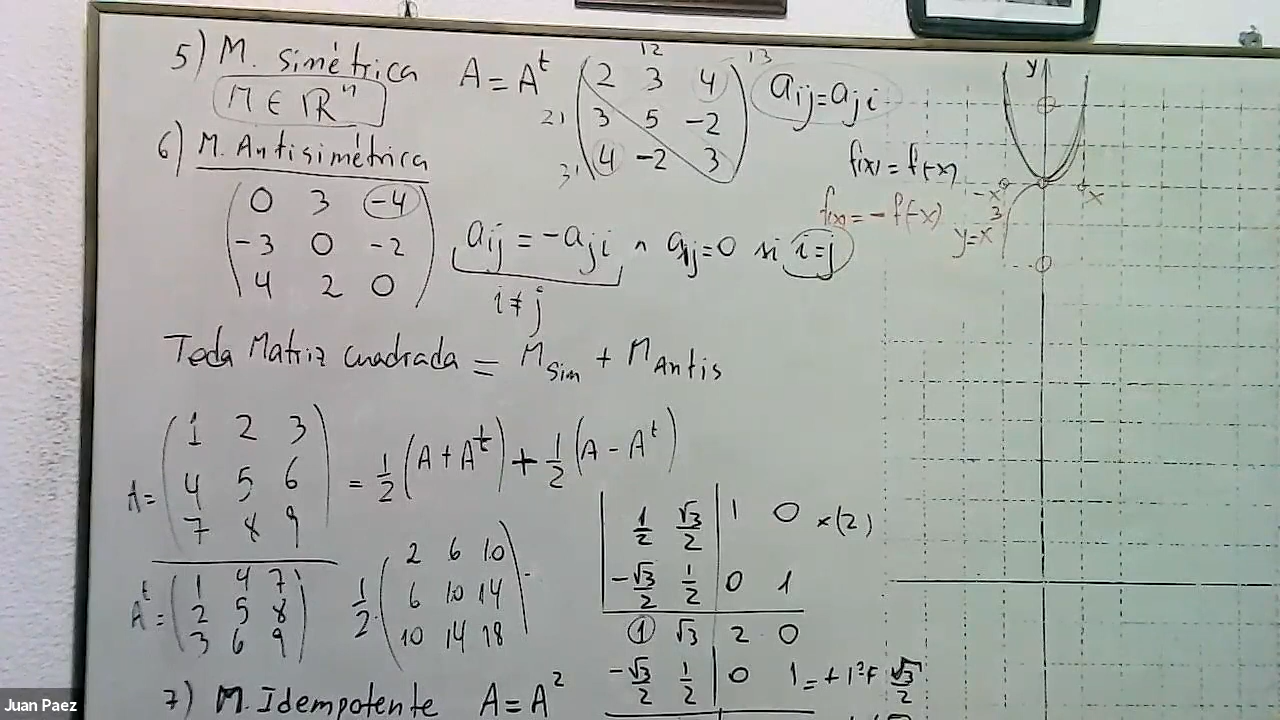 5) M. Simétrica A = Aᵗ
M ∈ ℝⁿ
12
13
21
31
2 3 4
3 5 -2
4 -2 3
aij = aji
6) M. Antisimétrica
0 3 -4
-3 0 -2
4 2 0
aij = -aji ∧ aij = 0 si i=j
i ≠ j
f(x) = f(-x)
f(x) = -f(-x)
y
-x
x
y=x³
Toda Matriz cuadrada = M Sim + M Antis
A = 1 2 3
4 5 6
7 8 9
= 1/2 (A + Aᵗ) + 1/2 (A - Aᵗ)
Aᵗ = 1 4 7
2 5 8
3 6 9
1/2 · 2 6 10
6 10 14
10 14 18
1/2 √3/2 | 1 0 ×(2)
-√3/2 1/2 | 0 1
1 √3 | 2 0
-√3/2 1/2 | 0 1 = + 1ªF √3/2
7) M. Idempotente A = A²
Juan Paez